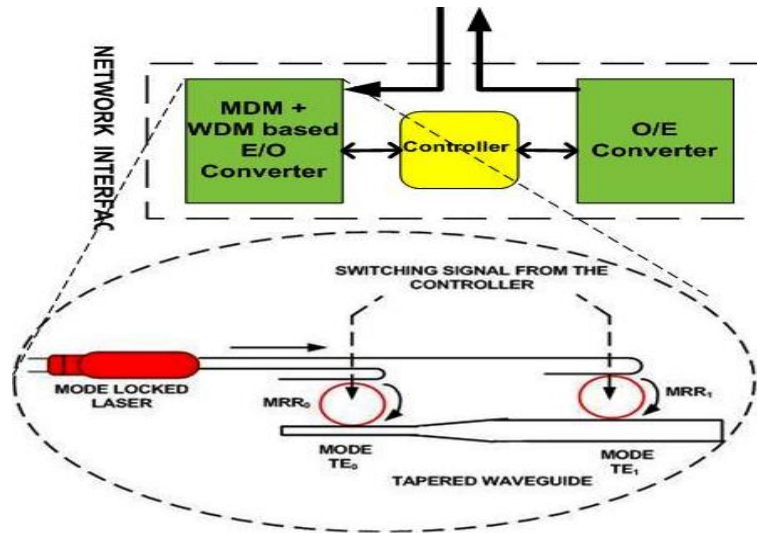 NETWORK INTERFAC
MDM +
WDM based
E/O
Converter
Controller
O/E
Converter
SWITCHING SIGNAL FROM THE
CONTROLLER
MODE LOCKED
LASER
MRR₀
MRR₁
MODE
TE₀
MODE
TE₁
TAPERED WAVEGUIDE